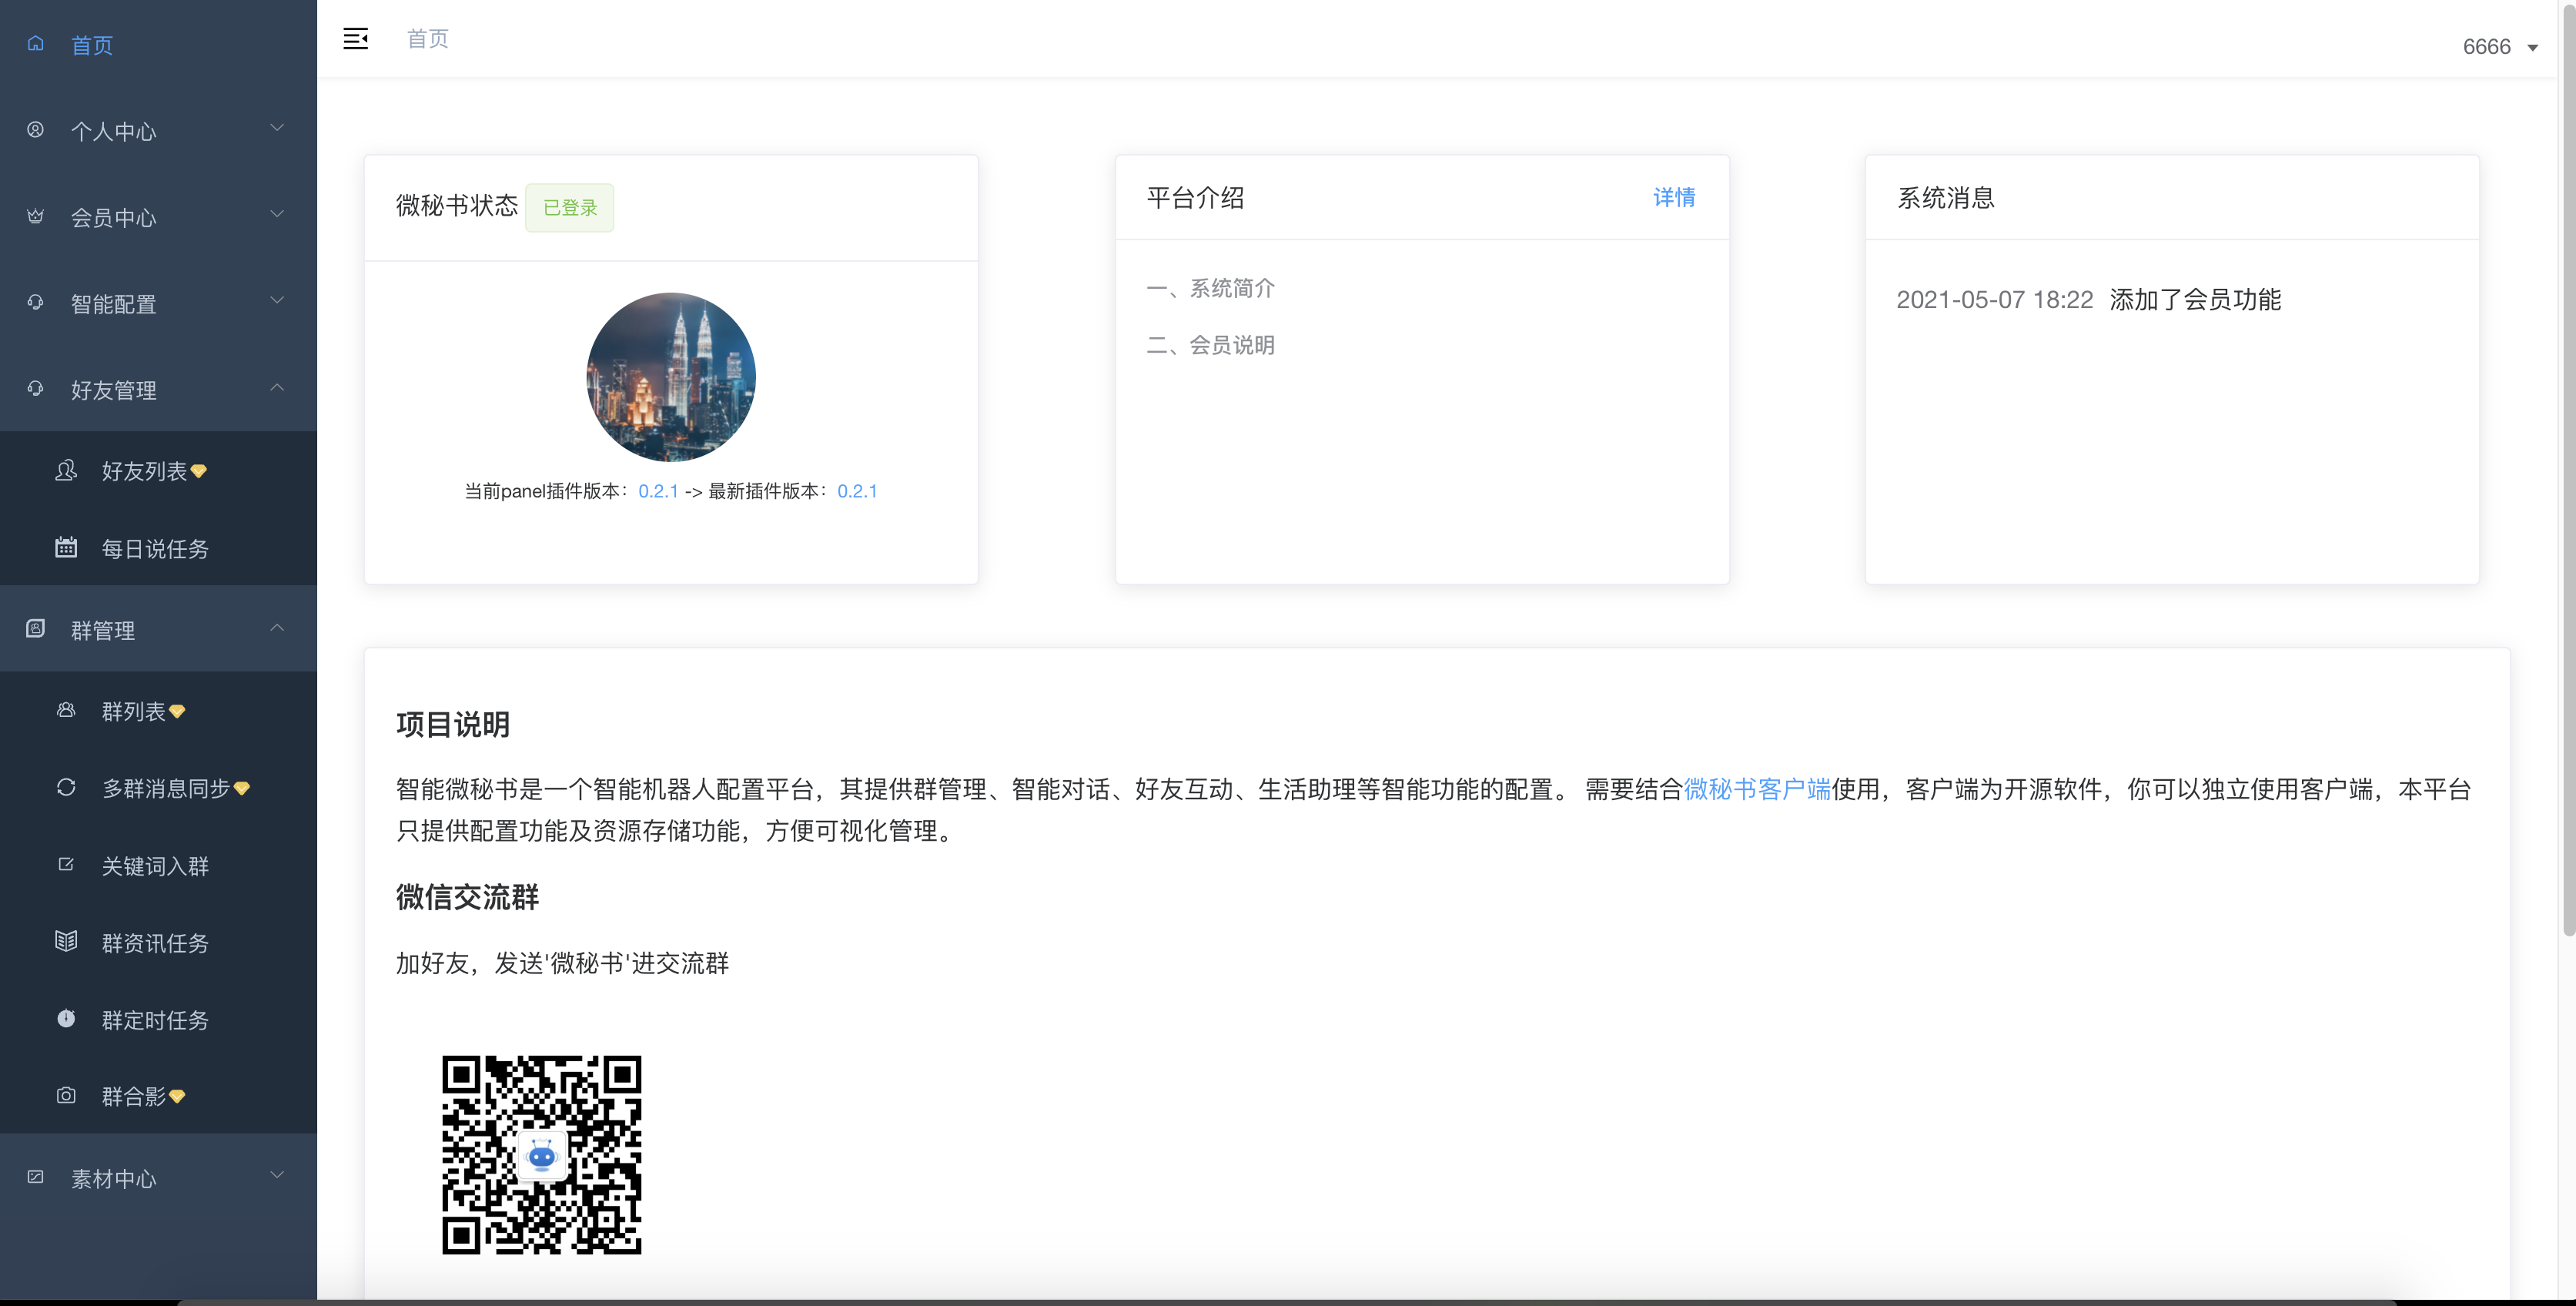 首页
个人中心
会员中心
智能配置
好友管理
好友列表
每日说任务
群管理
群列表
多群消息同步
关键词入群
群资讯任务
群定时任务
群合影
素材中心
首页
6666
微秘书状态 已登录
当前panel插件版本：0.2.1 -> 最新插件版本：0.2.1
平台介绍 详情
一、系统简介
二、会员说明
系统消息
2021-05-07 18:22 添加了会员功能
项目说明
智能微秘书是一个智能机器人配置平台，其提供群管理、智能对话、好友互动、生活助理等智能功能的配置。 需要结合微秘书客户端使用，客户端为开源软件，你可以独立使用客户端，本平台
只提供配置功能及资源存储功能，方便可视化管理。
微信交流群
加好友，发送'微秘书'进交流群